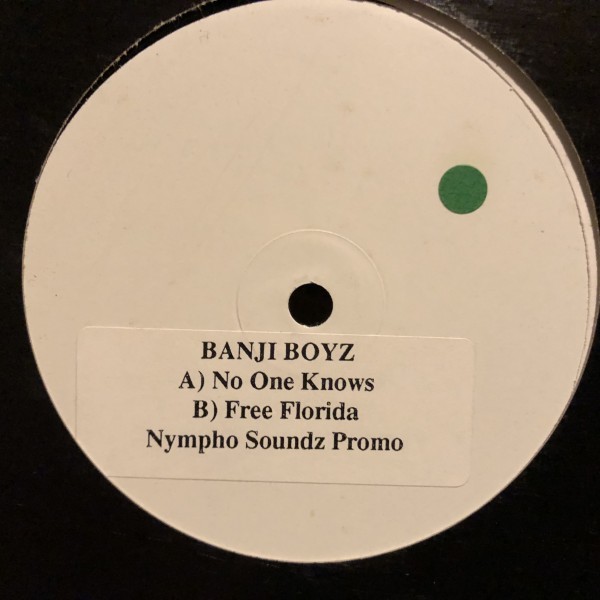 BANJI BOYZ
A) No One Knows
B) Free Florida
Nympho Soundz Promo